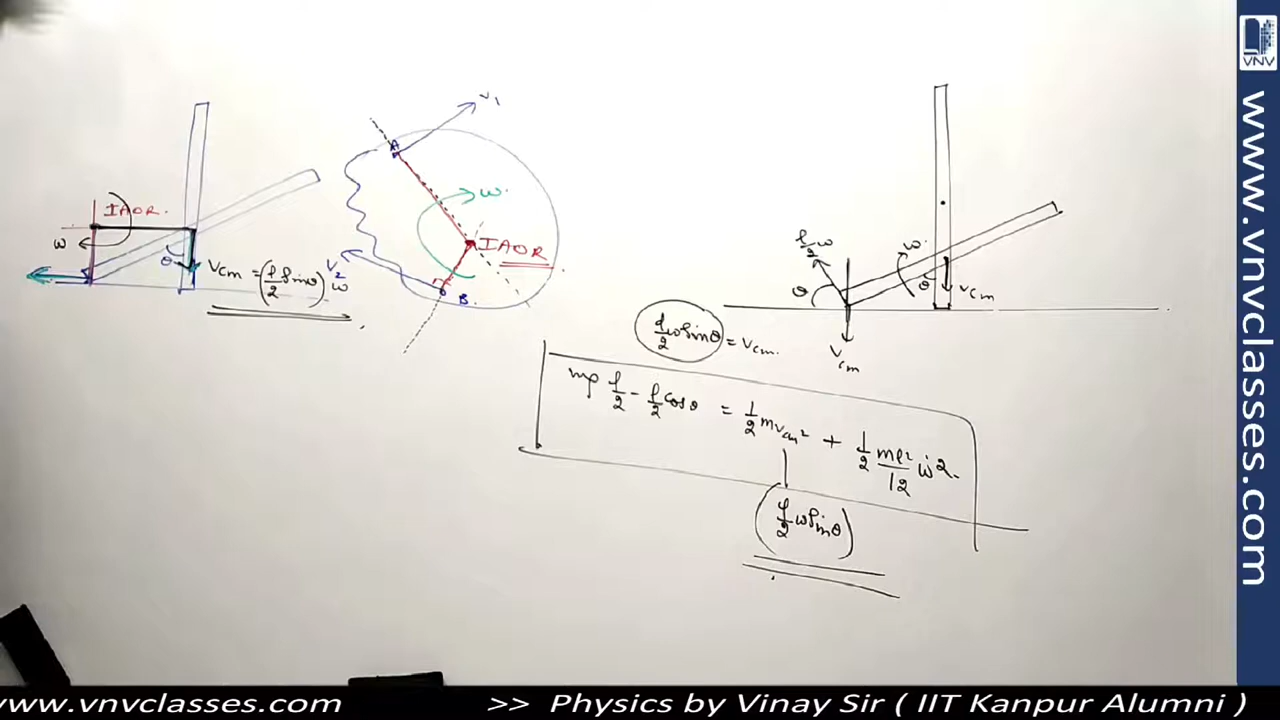 VNV
www.vnvclasses.com
IAOR.
ω
θ
Vcm = (l/2 sinθ) ω
V1
A
ω.
IAOR
V2
B.
l/2 ω
ω.
θ
θ
Vcm
Vcm
l/2 ω sinθ = Vcm.
mg l/2 - l/2 cosθ = 1/2 m Vcm² + 1/2 ml²/12 ω².
(l/2 ω sinθ)
www.vnvclasses.com >> Physics by Vinay Sir ( IIT Kanpur Alumni )